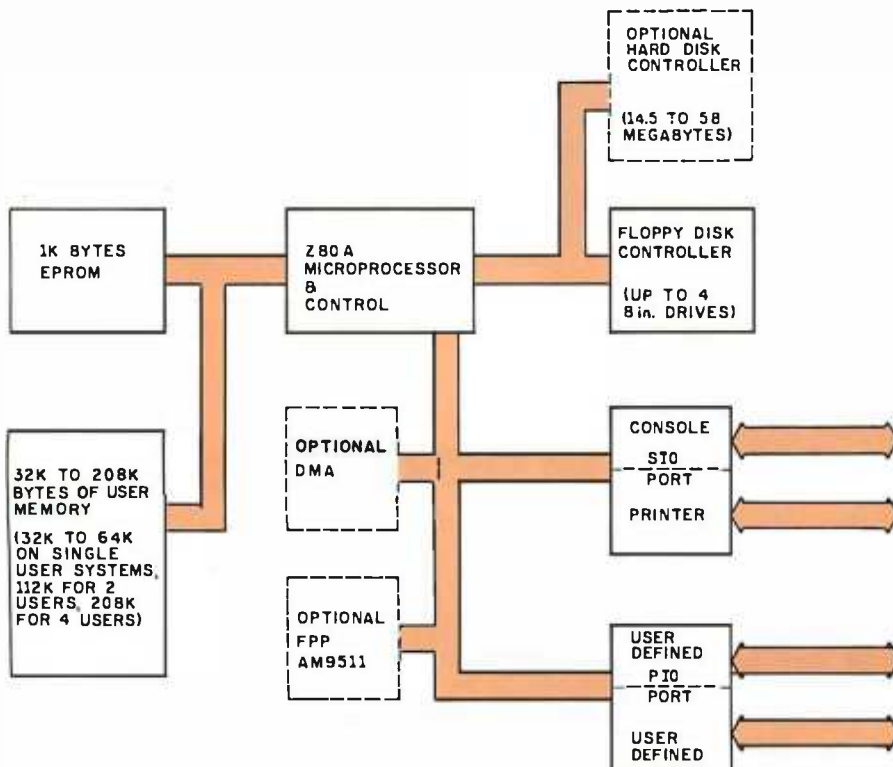 OPTIONAL
HARD DISK
CONTROLLER
(14.5 TO 58
MEGABYTES)
1K BYTES
EPROM
Z80A
MICROPROCESSOR
&
CONTROL
FLOPPY DISK
CONTROLLER
(UP TO 4
8in. DRIVES)
32K TO 208K
BYTES OF USER
MEMORY
(32K TO 64K
ON SINGLE
USER SYSTEMS,
112K FOR 2
USERS, 208K
FOR 4 USERS)
OPTIONAL
DMA
CONSOLE
SIO
PORT
PRINTER
OPTIONAL
FPP
AM9511
USER
DEFINED
PIO
PORT
USER
DEFINED